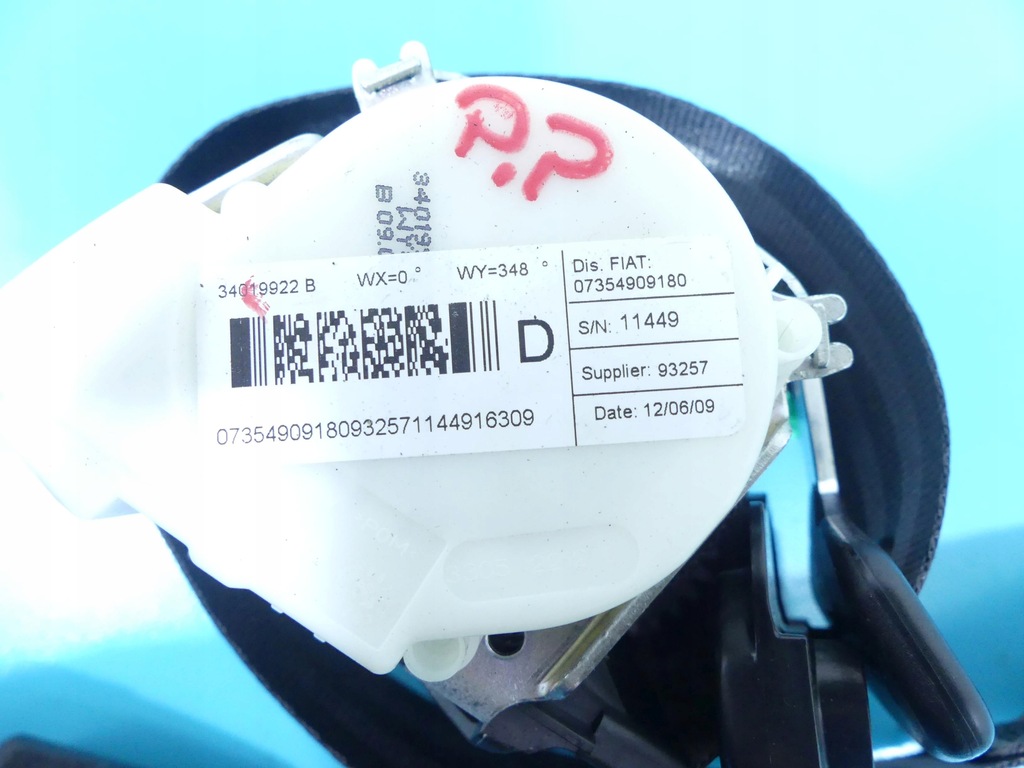 P.P
34019922 B WX=0 ° WY=348 °
D
07354909180932571144916309
Dis. FIAT:
07354909180
S/N: 11449
Supplier: 93257
Date: 12/06/09